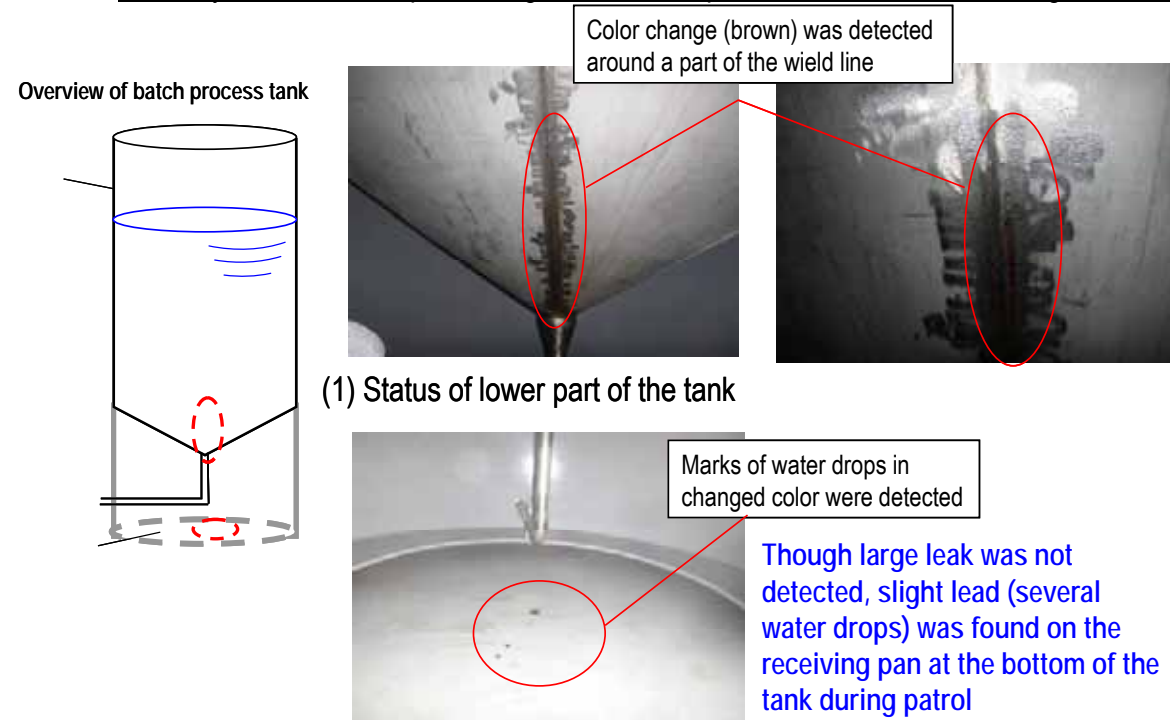 Color change (brown) was detected
around a part of the wield line
Overview of batch process tank
(1) Status of lower part of the tank
Marks of water drops in
changed color were detected
Though large leak was not
detected, slight lead (several
water drops) was found on the
receiving pan at the bottom of the
tank during patrol